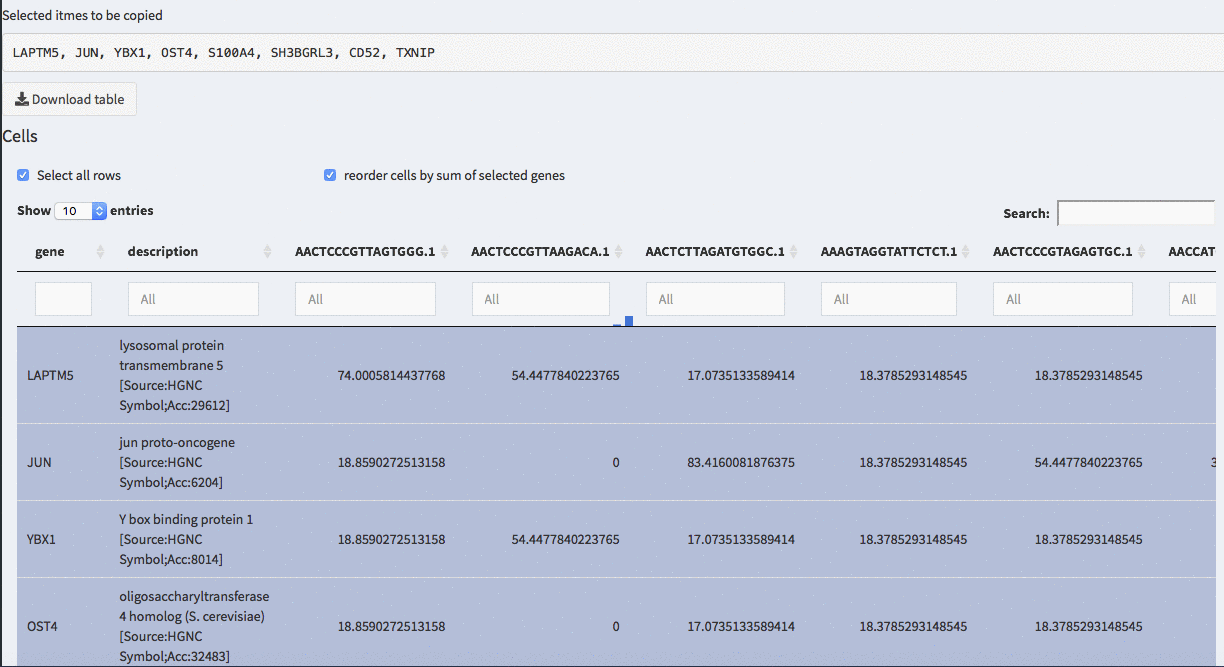 Selected itmes to be copied
LAPTM5, JUN, YBX1, OST4, S100A4, SH3BGRL3, CD52, TXNIP
Download table
Cells
Select all rows reorder cells by sum of selected genes
Show 10 entries
Search:
gene description AACTCCCGTTAGTGGG.1 AACTCCCGTTAAGACA.1 AACTCTTAGATGTGGC.1 AAAGTAGGTATTCTCT.1 AACTCCCGTAGAGTGC.1 AACCAT
All All All All All All All
lysosomal protein
transmembrane 5
LAPTM5 74.0005814437768 54.4477840223765 17.0735133589414 18.3785293148545 18.3785293148545
[Source:HGNC
Symbol;Acc:29612]
jun proto-oncogene
JUN [Source:HGNC 18.8590272513158 0 83.4160081876375 18.3785293148545 54.4477840223765 3
Symbol;Acc:6204]
Y box binding protein 1
YBX1 [Source:HGNC 18.8590272513158 54.4477840223765 17.0735133589414 18.3785293148545 18.3785293148545
Symbol;Acc:8014]
oligosaccharyltransferase
4 homolog (S. cerevisiae)
OST4 18.8590272513158 0 17.0735133589414 18.3785293148545 18.3785293148545
[Source:HGNC
Symbol;Acc:32483]